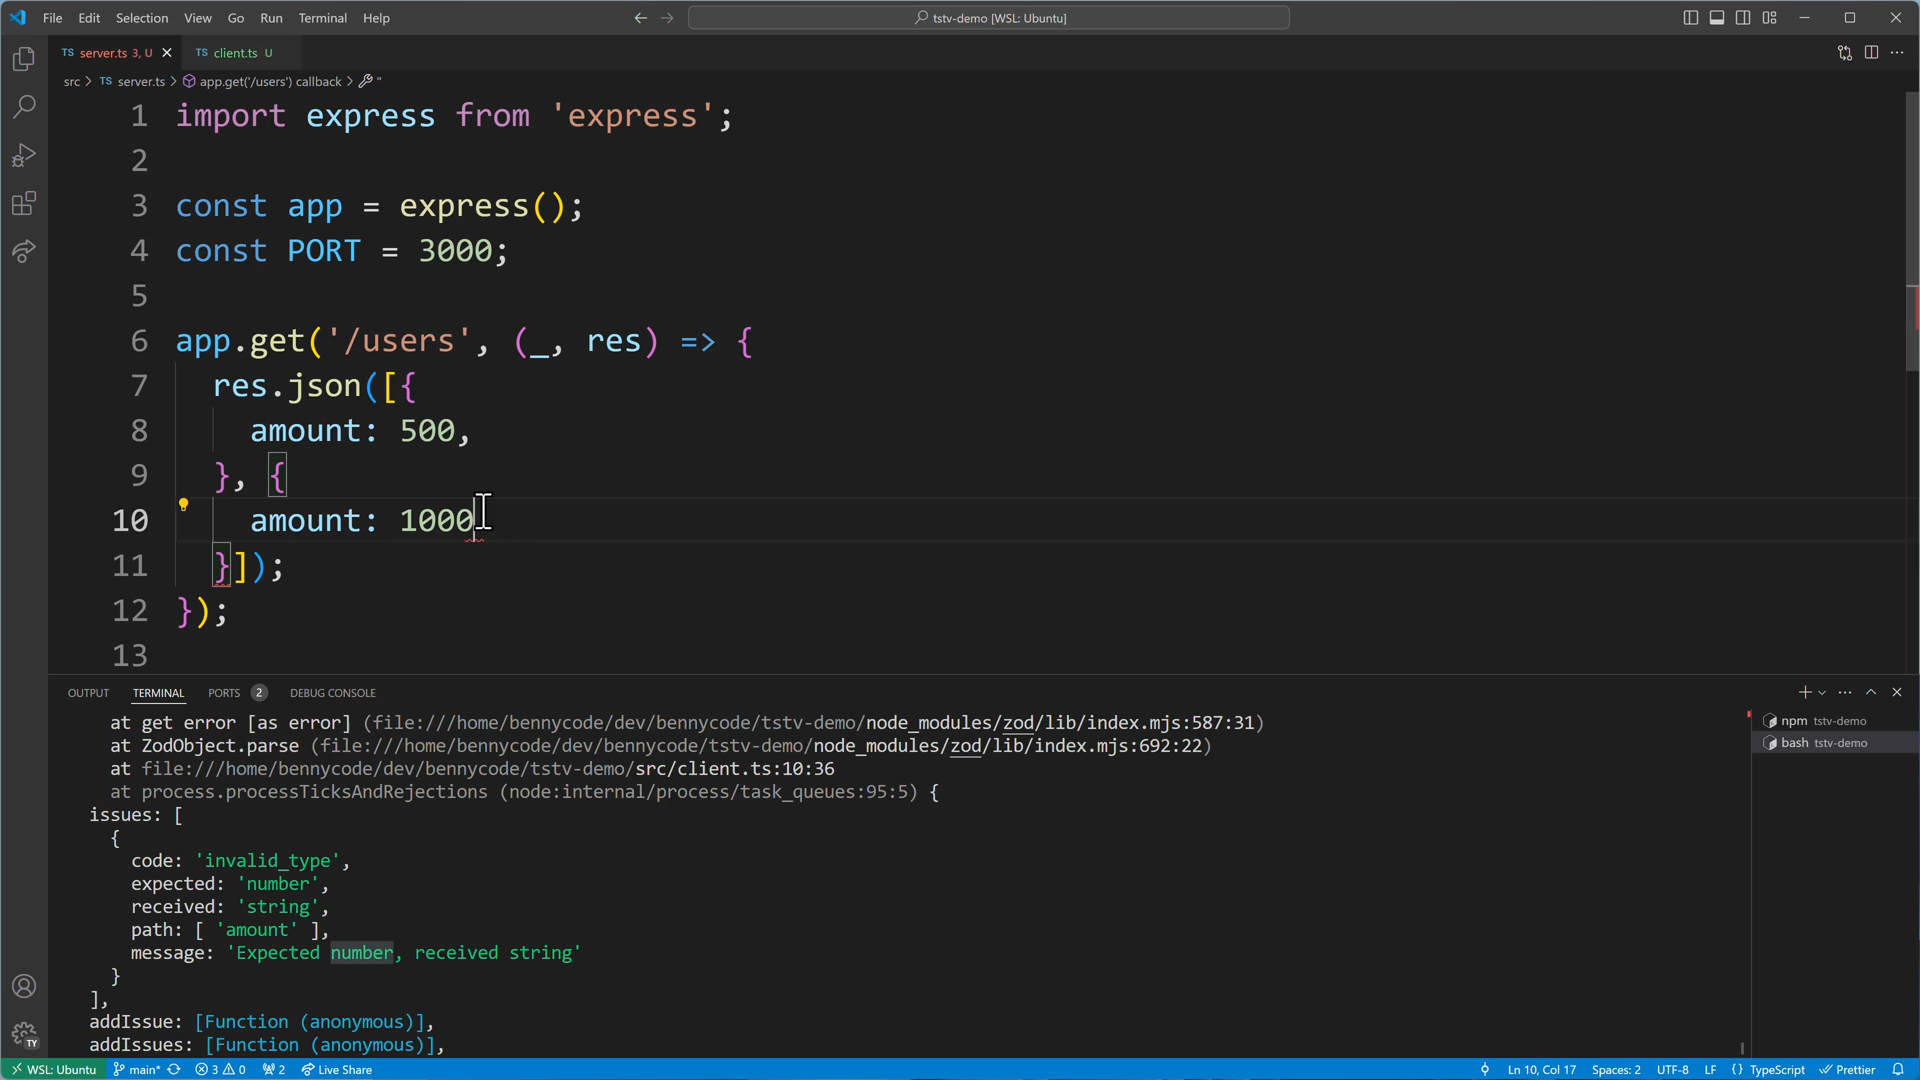 File Edit Selection View Go Run Terminal Help
tstv-demo [WSL: Ubuntu]
TS server.ts 3, U
TS client.ts U
src > TS server.ts > app.get('/users') callback > "
1 import express from 'express';
2
3 const app = express();
4 const PORT = 3000;
5
6 app.get('/users', (_, res) => {
7 res.json([{
8 amount: 500,
9 }, {
10 amount: 1000
11 }]);
12 });
13
OUTPUT TERMINAL PORTS 2 DEBUG CONSOLE
at get error [as error] (file:///home/bennycode/dev/bennycode/tstv-demo/node_modules/zod/lib/index.mjs:587:31)
at ZodObject.parse (file:///home/bennycode/dev/bennycode/tstv-demo/node_modules/zod/lib/index.mjs:692:22)
at file:///home/bennycode/dev/bennycode/tstv-demo/src/client.ts:10:36
at process.processTicksAndRejections (node:internal/process/task_queues:95:5) {
issues: [
{
code: 'invalid_type',
expected: 'number',
received: 'string',
path: [ 'amount' ],
message: 'Expected number, received string'
}
],
addIssue: [Function (anonymous)],
addIssues: [Function (anonymous)],
npm tstv-demo
bash tstv-demo
TY
WSL: Ubuntu main* 3 0 2 Live Share
Ln 10, Col 17 Spaces: 2 UTF-8 LF {} TypeScript Prettier